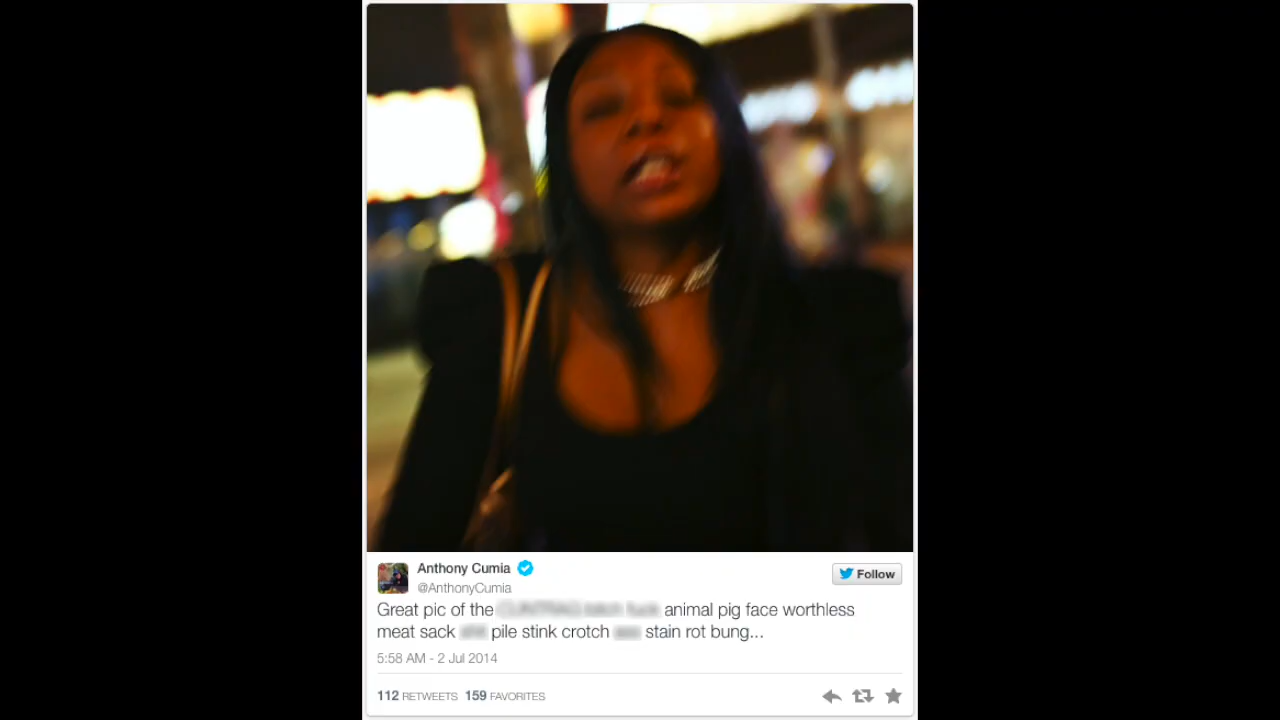 Anthony Cumia
@AnthonyCumia
Follow
Great pic of the animal pig face worthless
meat sack pile stink crotch stain rot bung...
5:58 AM - 2 Jul 2014
112 RETWEETS 159 FAVORITES